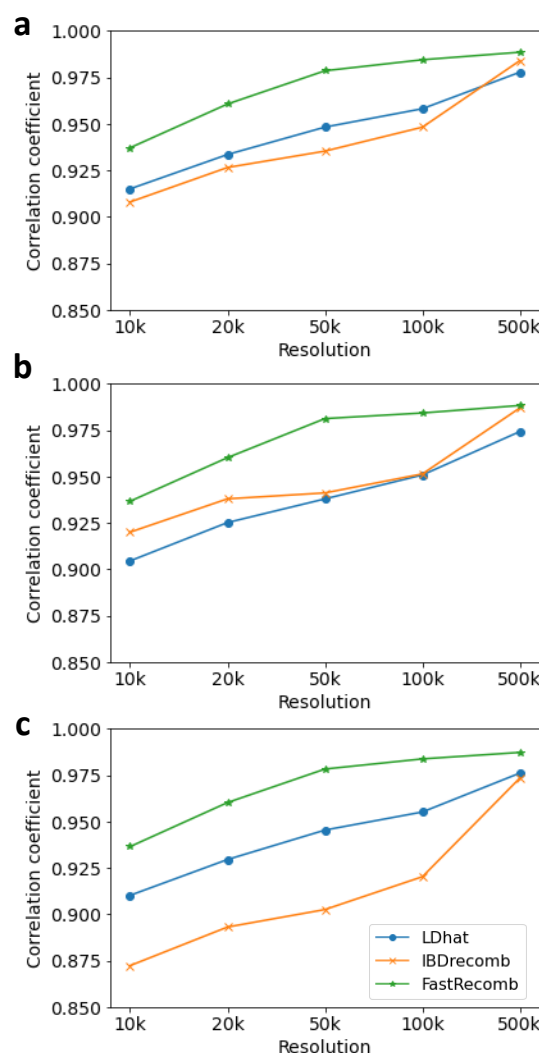 a
1.000
0.975
0.950
0.925
0.900
0.875
0.850
Correlation coefficient
10k 20k 50k 100k 500k
Resolution
b
1.000
0.975
0.950
0.925
0.900
0.875
0.850
Correlation coefficient
10k 20k 50k 100k 500k
Resolution
c
1.000
0.975
0.950
0.925
0.900
0.875
0.850
Correlation coefficient
LDhat
IBDrecomb
FastRecomb
10k 20k 50k 100k 500k
Resolution